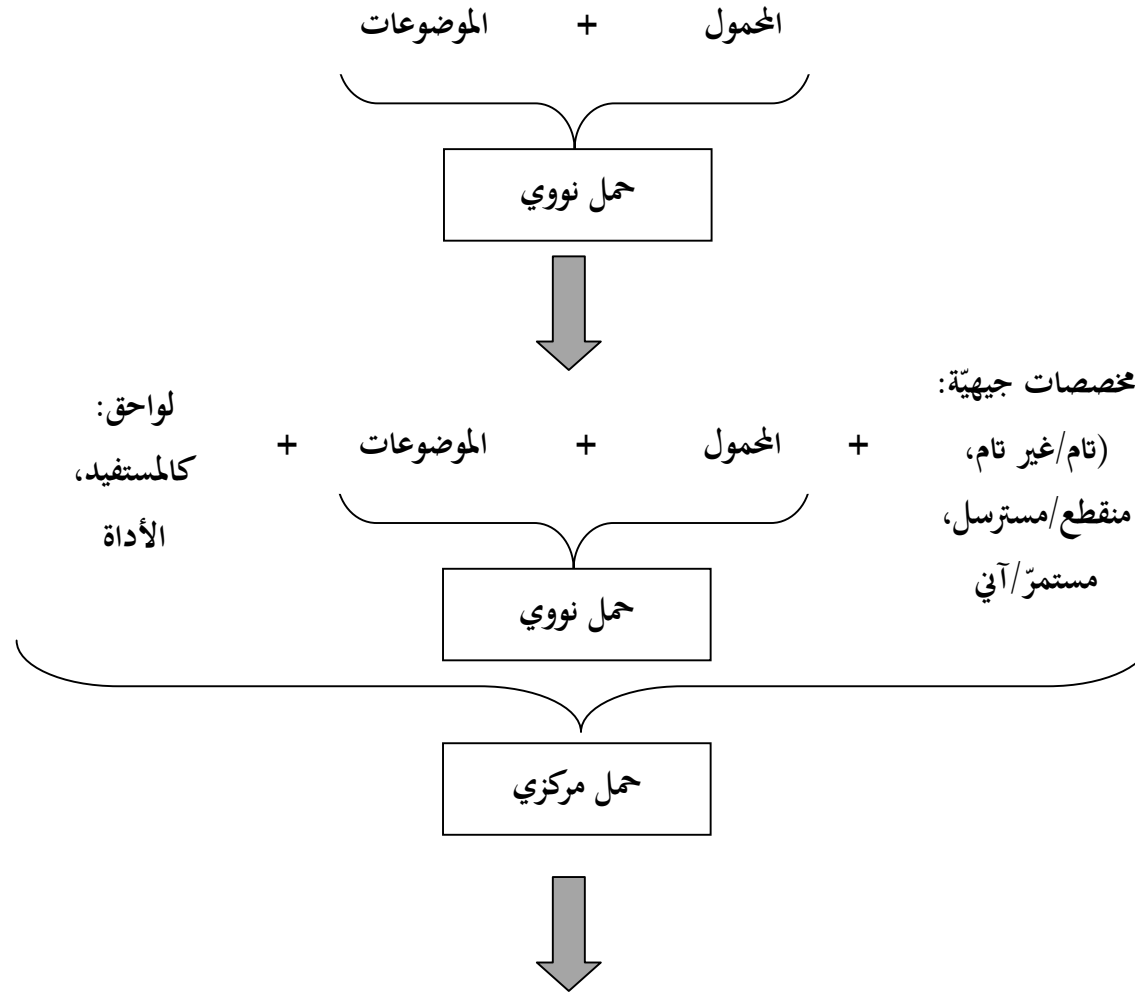 المحمول + الموضوعات
حمل نووي
مخصصات جيهيّة:
(تام/غير تام،
منقطع/مسترسل،
مستمرّ/آني
+ المحمول + الموضوعات +
لواحق:
كالمستفيد،
الأداة
حمل نووي
حمل مركزي